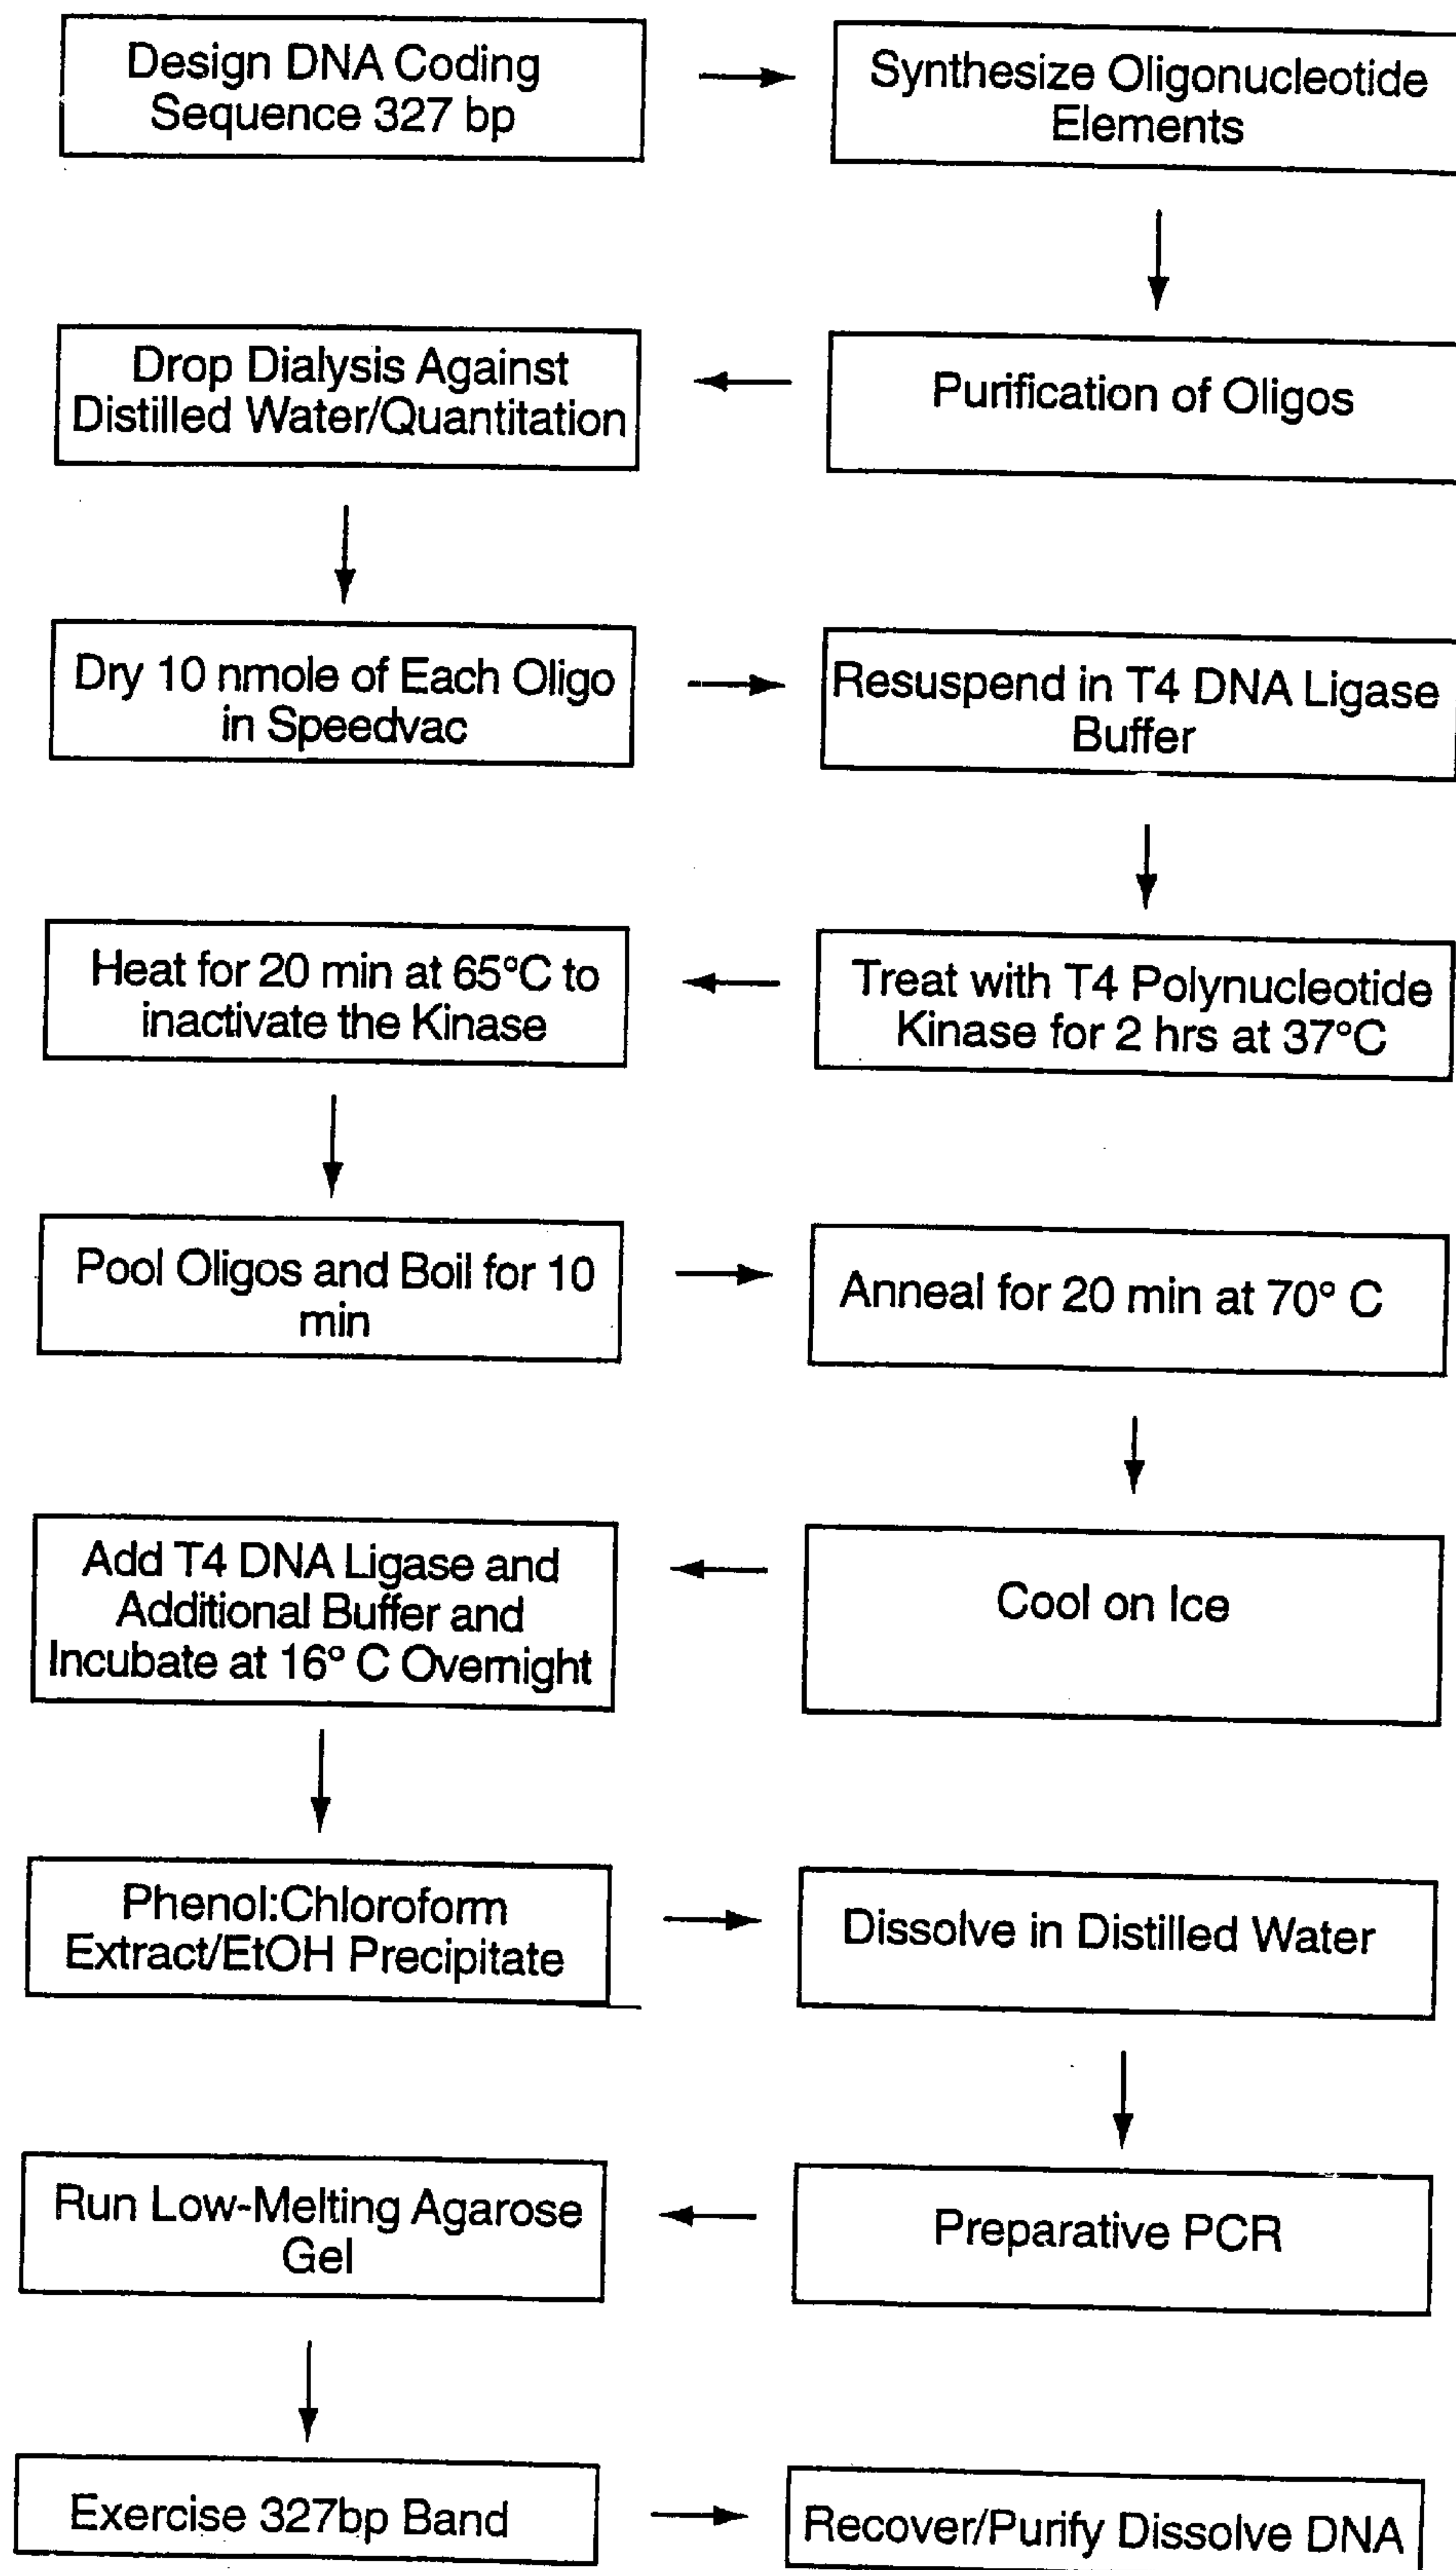 Design DNA Coding
Sequence 327 bp
Synthesize Oligonucleotide
Elements
Purification of Oligos
Drop Dialysis Against
Distilled Water/Quantitation
Dry 10 nmole of Each Oligo
in Speedvac
Resuspend in T4 DNA Ligase
Buffer
Treat with T4 Polynucleotide
Kinase for 2 hrs at 37°C
Heat for 20 min at 65°C to
inactivate the Kinase
Pool Oligos and Boil for 10
min
Anneal for 20 min at 70° C
Cool on Ice
Add T4 DNA Ligase and
Additional Buffer and
Incubate at 16° C Overnight
Phenol:Chloroform
Extract/EtOH Precipitate
Dissolve in Distilled Water
Preparative PCR
Run Low-Melting Agarose
Gel
Exercise 327bp Band
Recover/Purify Dissolve DNA